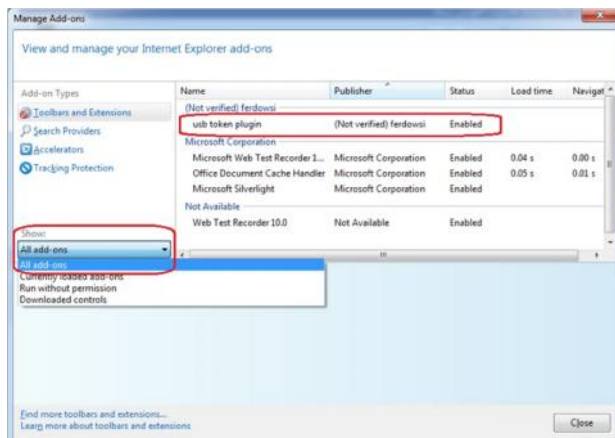 Manage Add-ons
View and manage your Internet Explorer add-ons
Add-on Types
Toolbars and Extensions
Search Providers
Accelerators
Tracking Protection
Show:
All add-ons
All add-ons
Currently loaded add-ons
Run without permission
Downloaded controls
Name Publisher Status Load time Navigat
(Not verified) ferdowsi
usb token plugin (Not verified) ferdowsi Enabled
Microsoft Corporation
Microsoft Web Test Recorder 1... Microsoft Corporation Enabled 0.04 s 0.00 s
Office Document Cache Handler Microsoft Corporation Enabled 0.05 s 0.01 s
Microsoft Silverlight Microsoft Corporation Enabled
Not Available
Web Test Recorder 10.0 Not Available Enabled
Find more toolbars and extensions...
Learn more about toolbars and extensions
Close